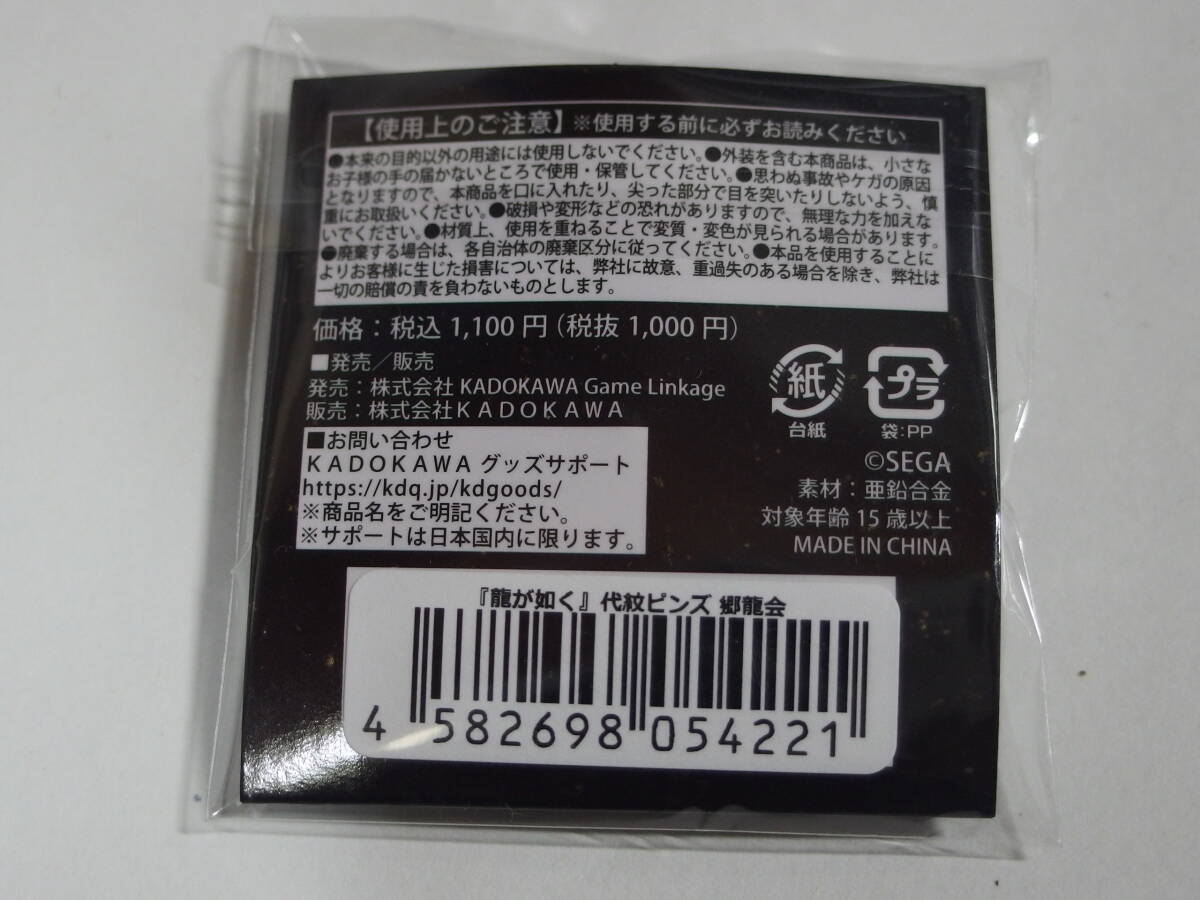 【使用上のご注意】※使用する前に必ずお読みください
●本来の目的以外の用途には使用しないでください。●外装を含む本商品は、小さな
お子様の手の届かないところで使用・保管してください。●思わぬ事故やケガの原因
となりますので、本商品を口に入れたり、尖った部分で目を突いたりしないよう、慎
重にお取扱いください。●破損や変形などの恐れがありますので、無理な力を加えな
いでください。●材質上、使用を重ねることで変質・変色が見られる場合があります。
●廃棄する場合は、各自治体の廃棄区分に従ってください。●本品を使用することに
よりお客様に生じた損害については、弊社に故意、重過失のある場合を除き、弊社は
一切の賠償の責を負わないものとします。
価格：税込 1,100 円（税抜 1,000 円）
■発売／販売
発売：株式会社 KADOKAWA Game Linkage
販売：株式会社KADOKAWA
紙
台紙
プラ
袋：PP
■お問い合わせ
KADOKAWA グッズサポート
https://kdq.jp/kdgoods/
※商品名をご明記ください。
※サポートは日本国内に限ります。
©SEGA
素材：亜鉛合金
対象年齢 15 歳以上
MADE IN CHINA
『龍が如く』代紋ピンズ 郷龍会
4 582698 054221